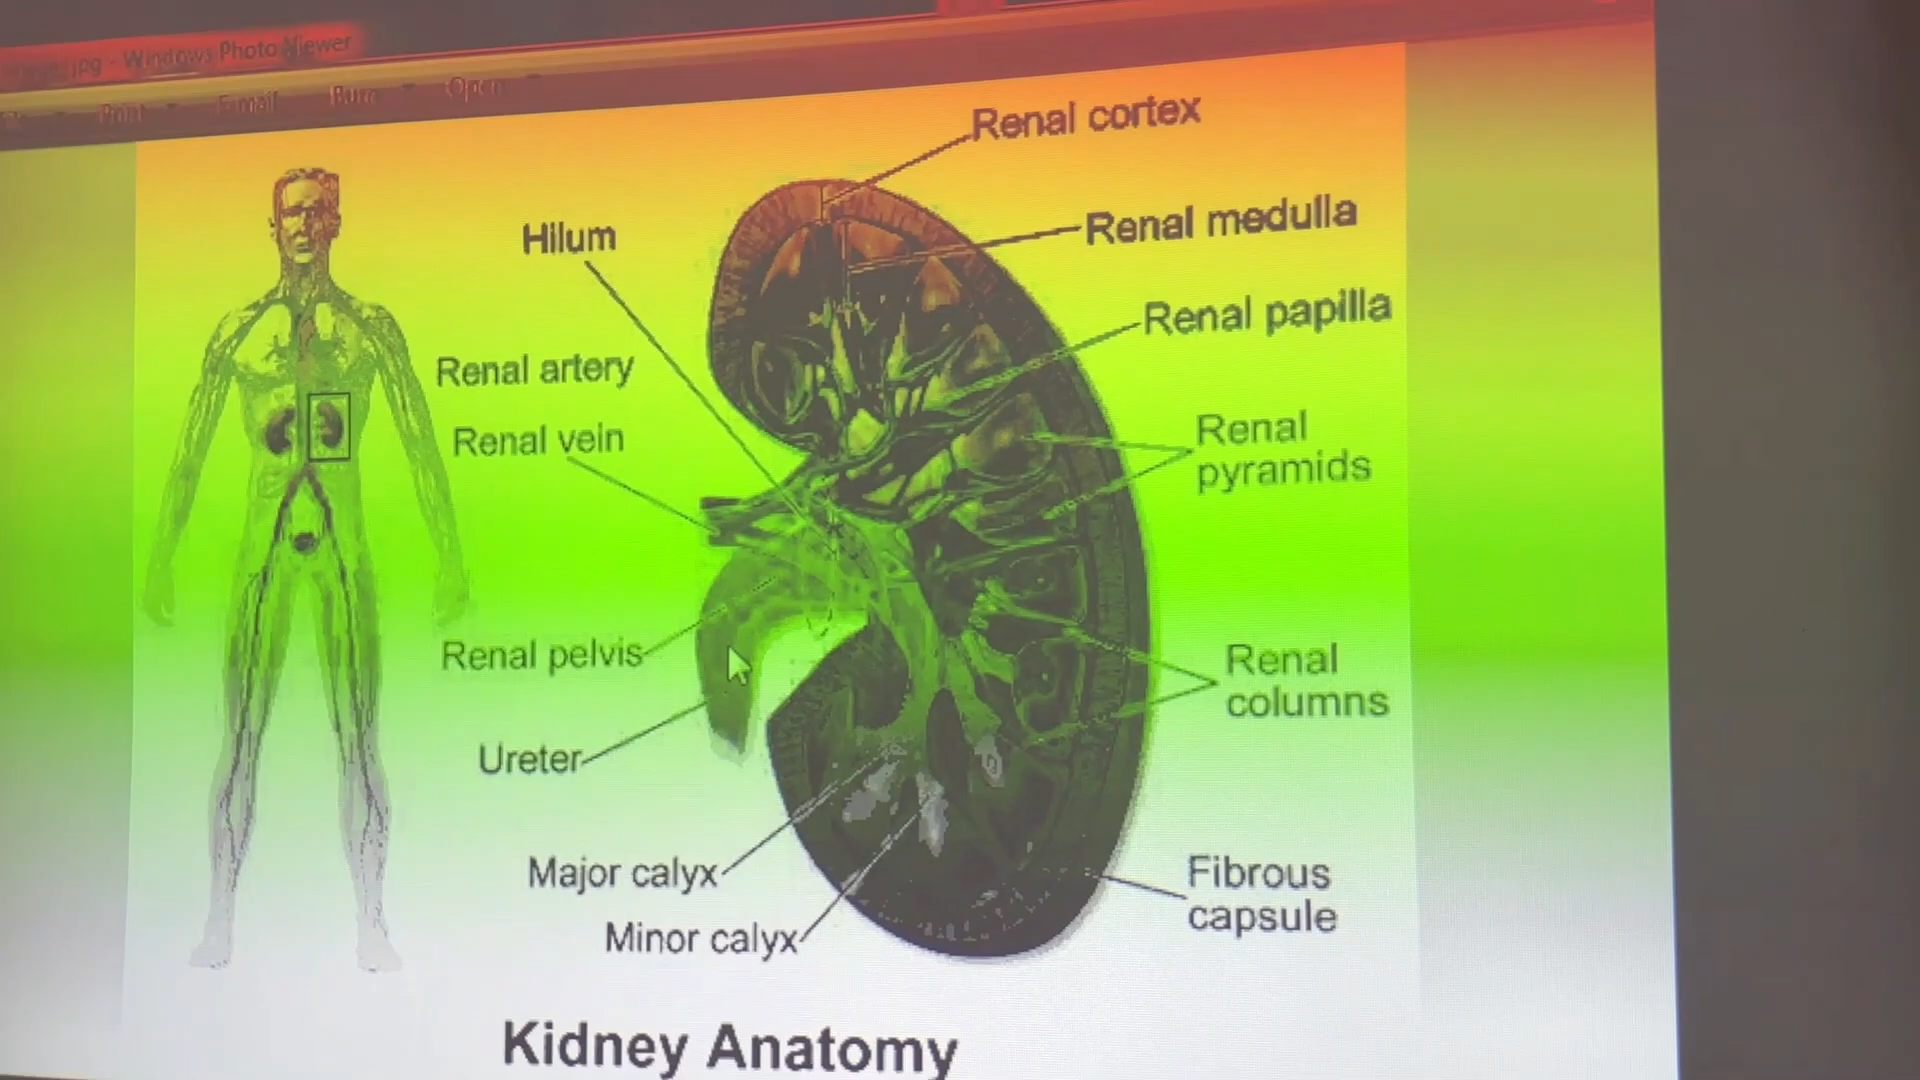 .jpg - Windows Photo Viewer
Print
E-mail
Burn
Open
Renal cortex
Hilum
Renal medulla
Renal papilla
Renal artery
Renal vein
Renal
pyramids
Renal pelvis
Renal
columns
Ureter
Major calyx
Fibrous
capsule
Minor calyx
Kidney Anatomy